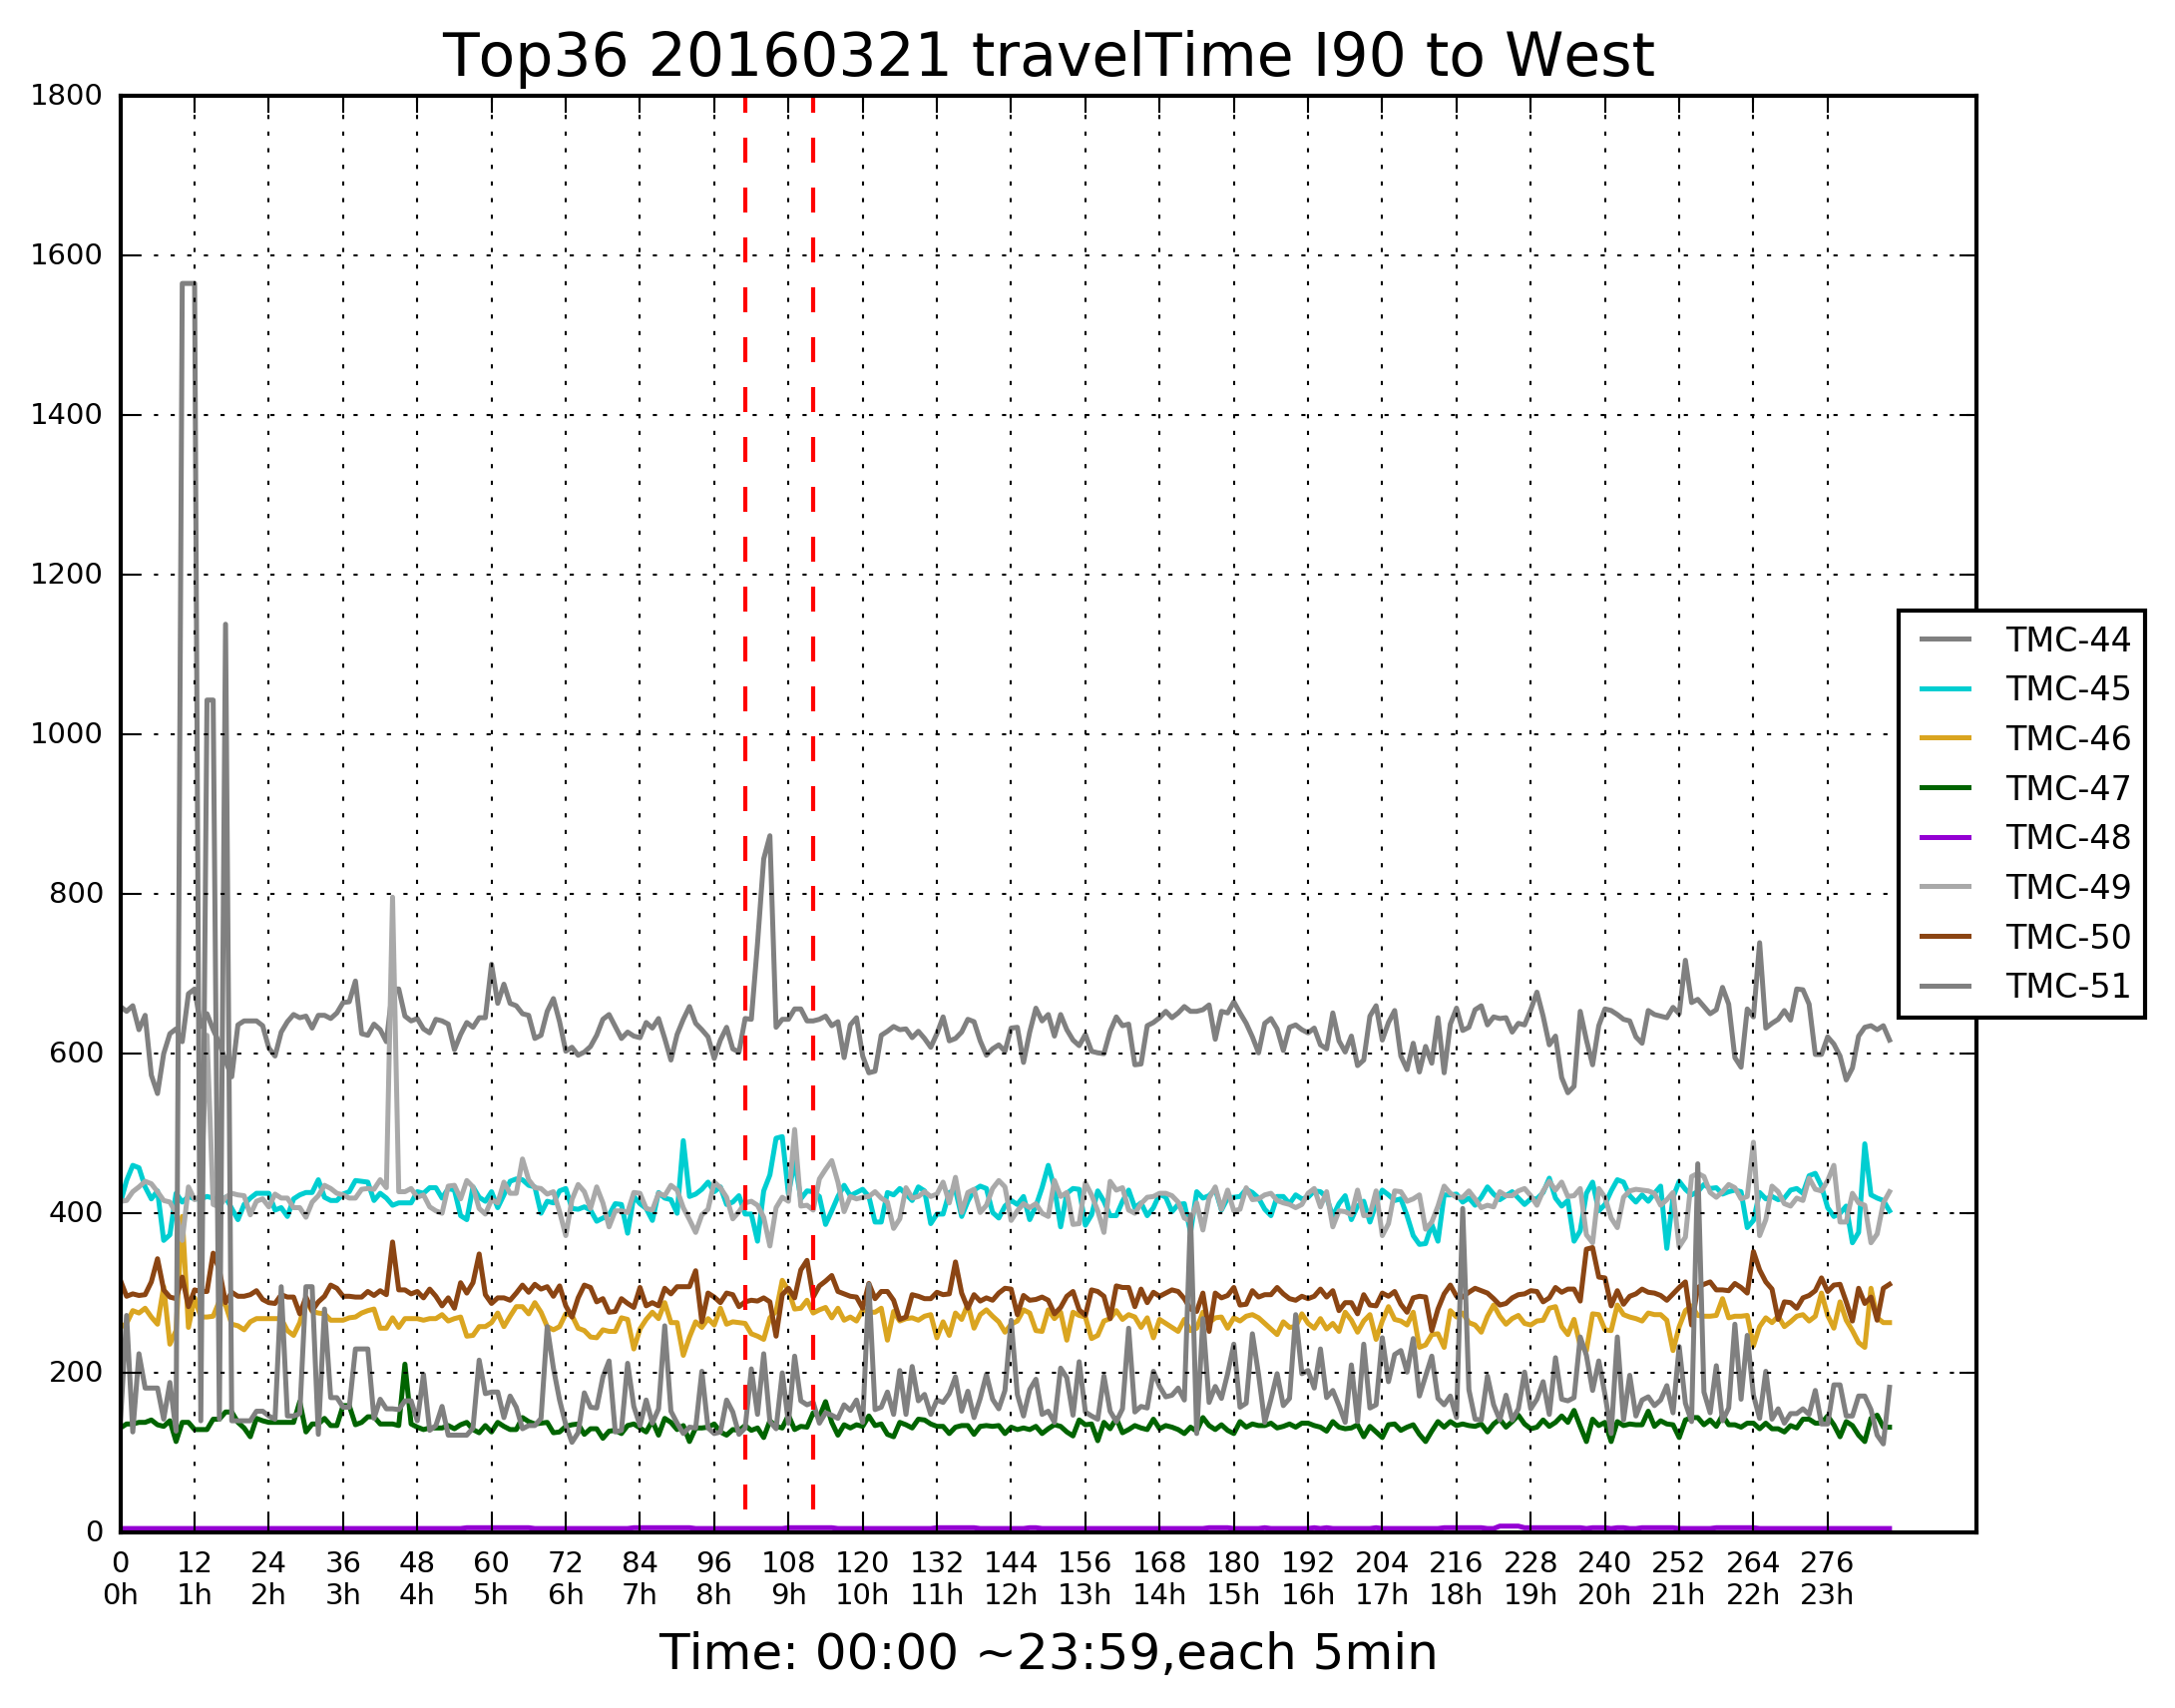 Top36 20160321 travelTime I90 to West
1800
1600
1400
1200
1000
800
600
400
200
0
TMC-44
TMC-45
TMC-46
TMC-47
TMC-48
TMC-49
TMC-50
TMC-51
0 12 24 36 48 60 72 84 96 108 120 132 144 156 168 180 192 204 216 228 240 252 264 276
0h 1h 2h 3h 4h 5h 6h 7h 8h 9h 10h 11h 12h 13h 14h 15h 16h 17h 18h 19h 20h 21h 22h 23h
Time: 00:00 ~23:59,each 5min